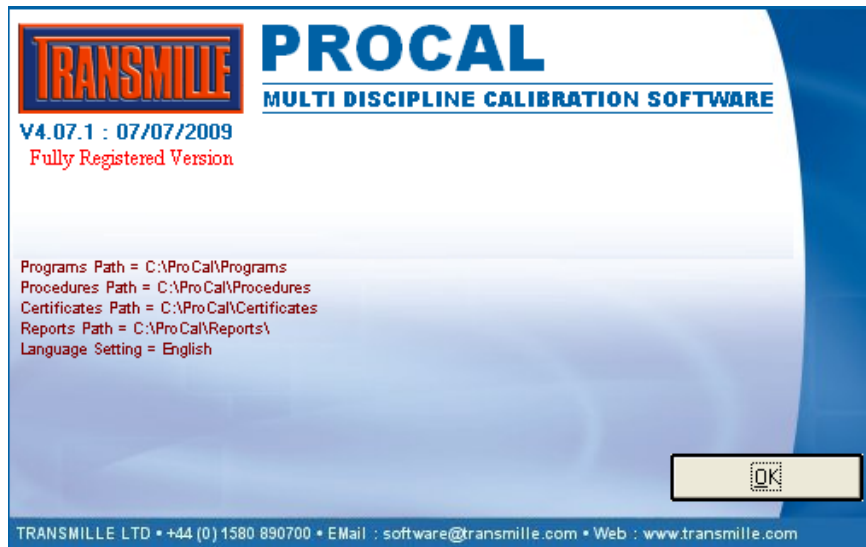 TRANSMILLE
PROCAL
MULTI DISCIPLINE CALIBRATION SOFTWARE
V4.07.1 : 07/07/2009
Fully Registered Version
Programs Path = C:\ProCal\Programs
Procedures Path = C:\ProCal\Procedures
Certificates Path = C:\ProCal\Certificates
Reports Path = C:\ProCal\Reports\
Language Setting = English
OK
TRANSMILLE LTD • +44 (0) 1580 890700 • EMail : software@transmille.com • Web : www.transmille.com